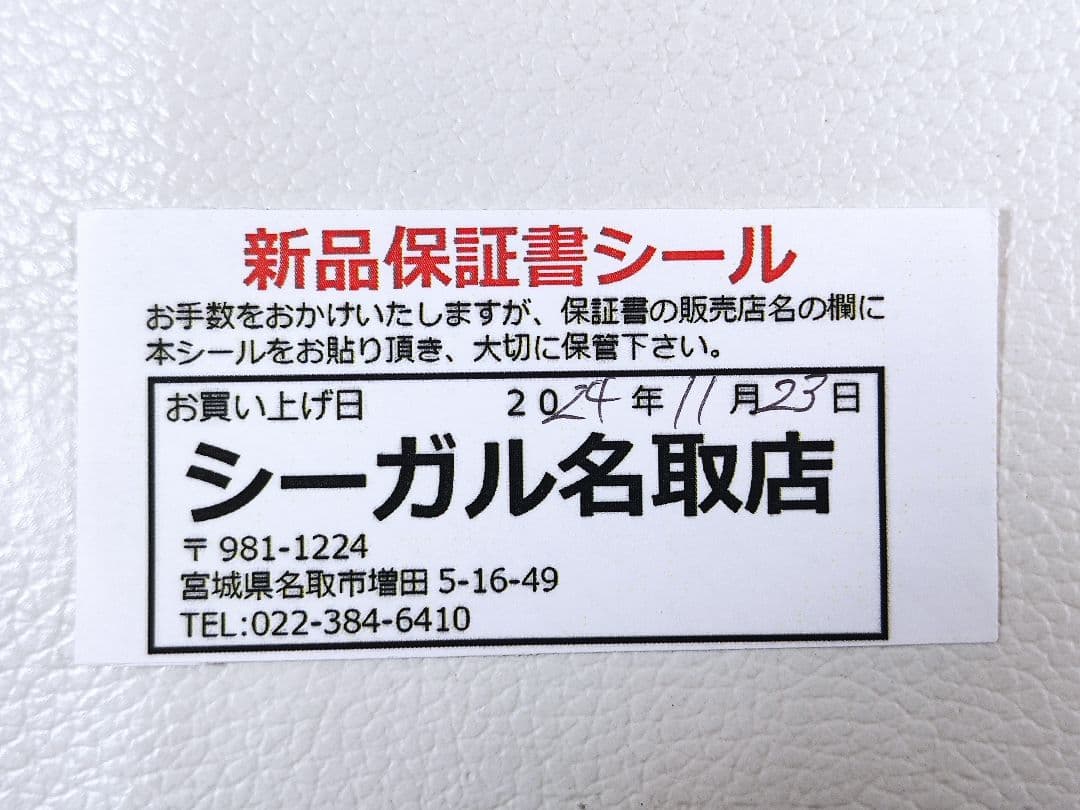 新品保証書シール
お手数をおかけいたしますが、保証書の販売店名の欄に
本シールをお貼り頂き、大切に保管下さい。
お買い上げ日 2024年11月23日
シーガル名取店
〒981-1224
宮城県名取市増田5-16-49
TEL:022-384-6410